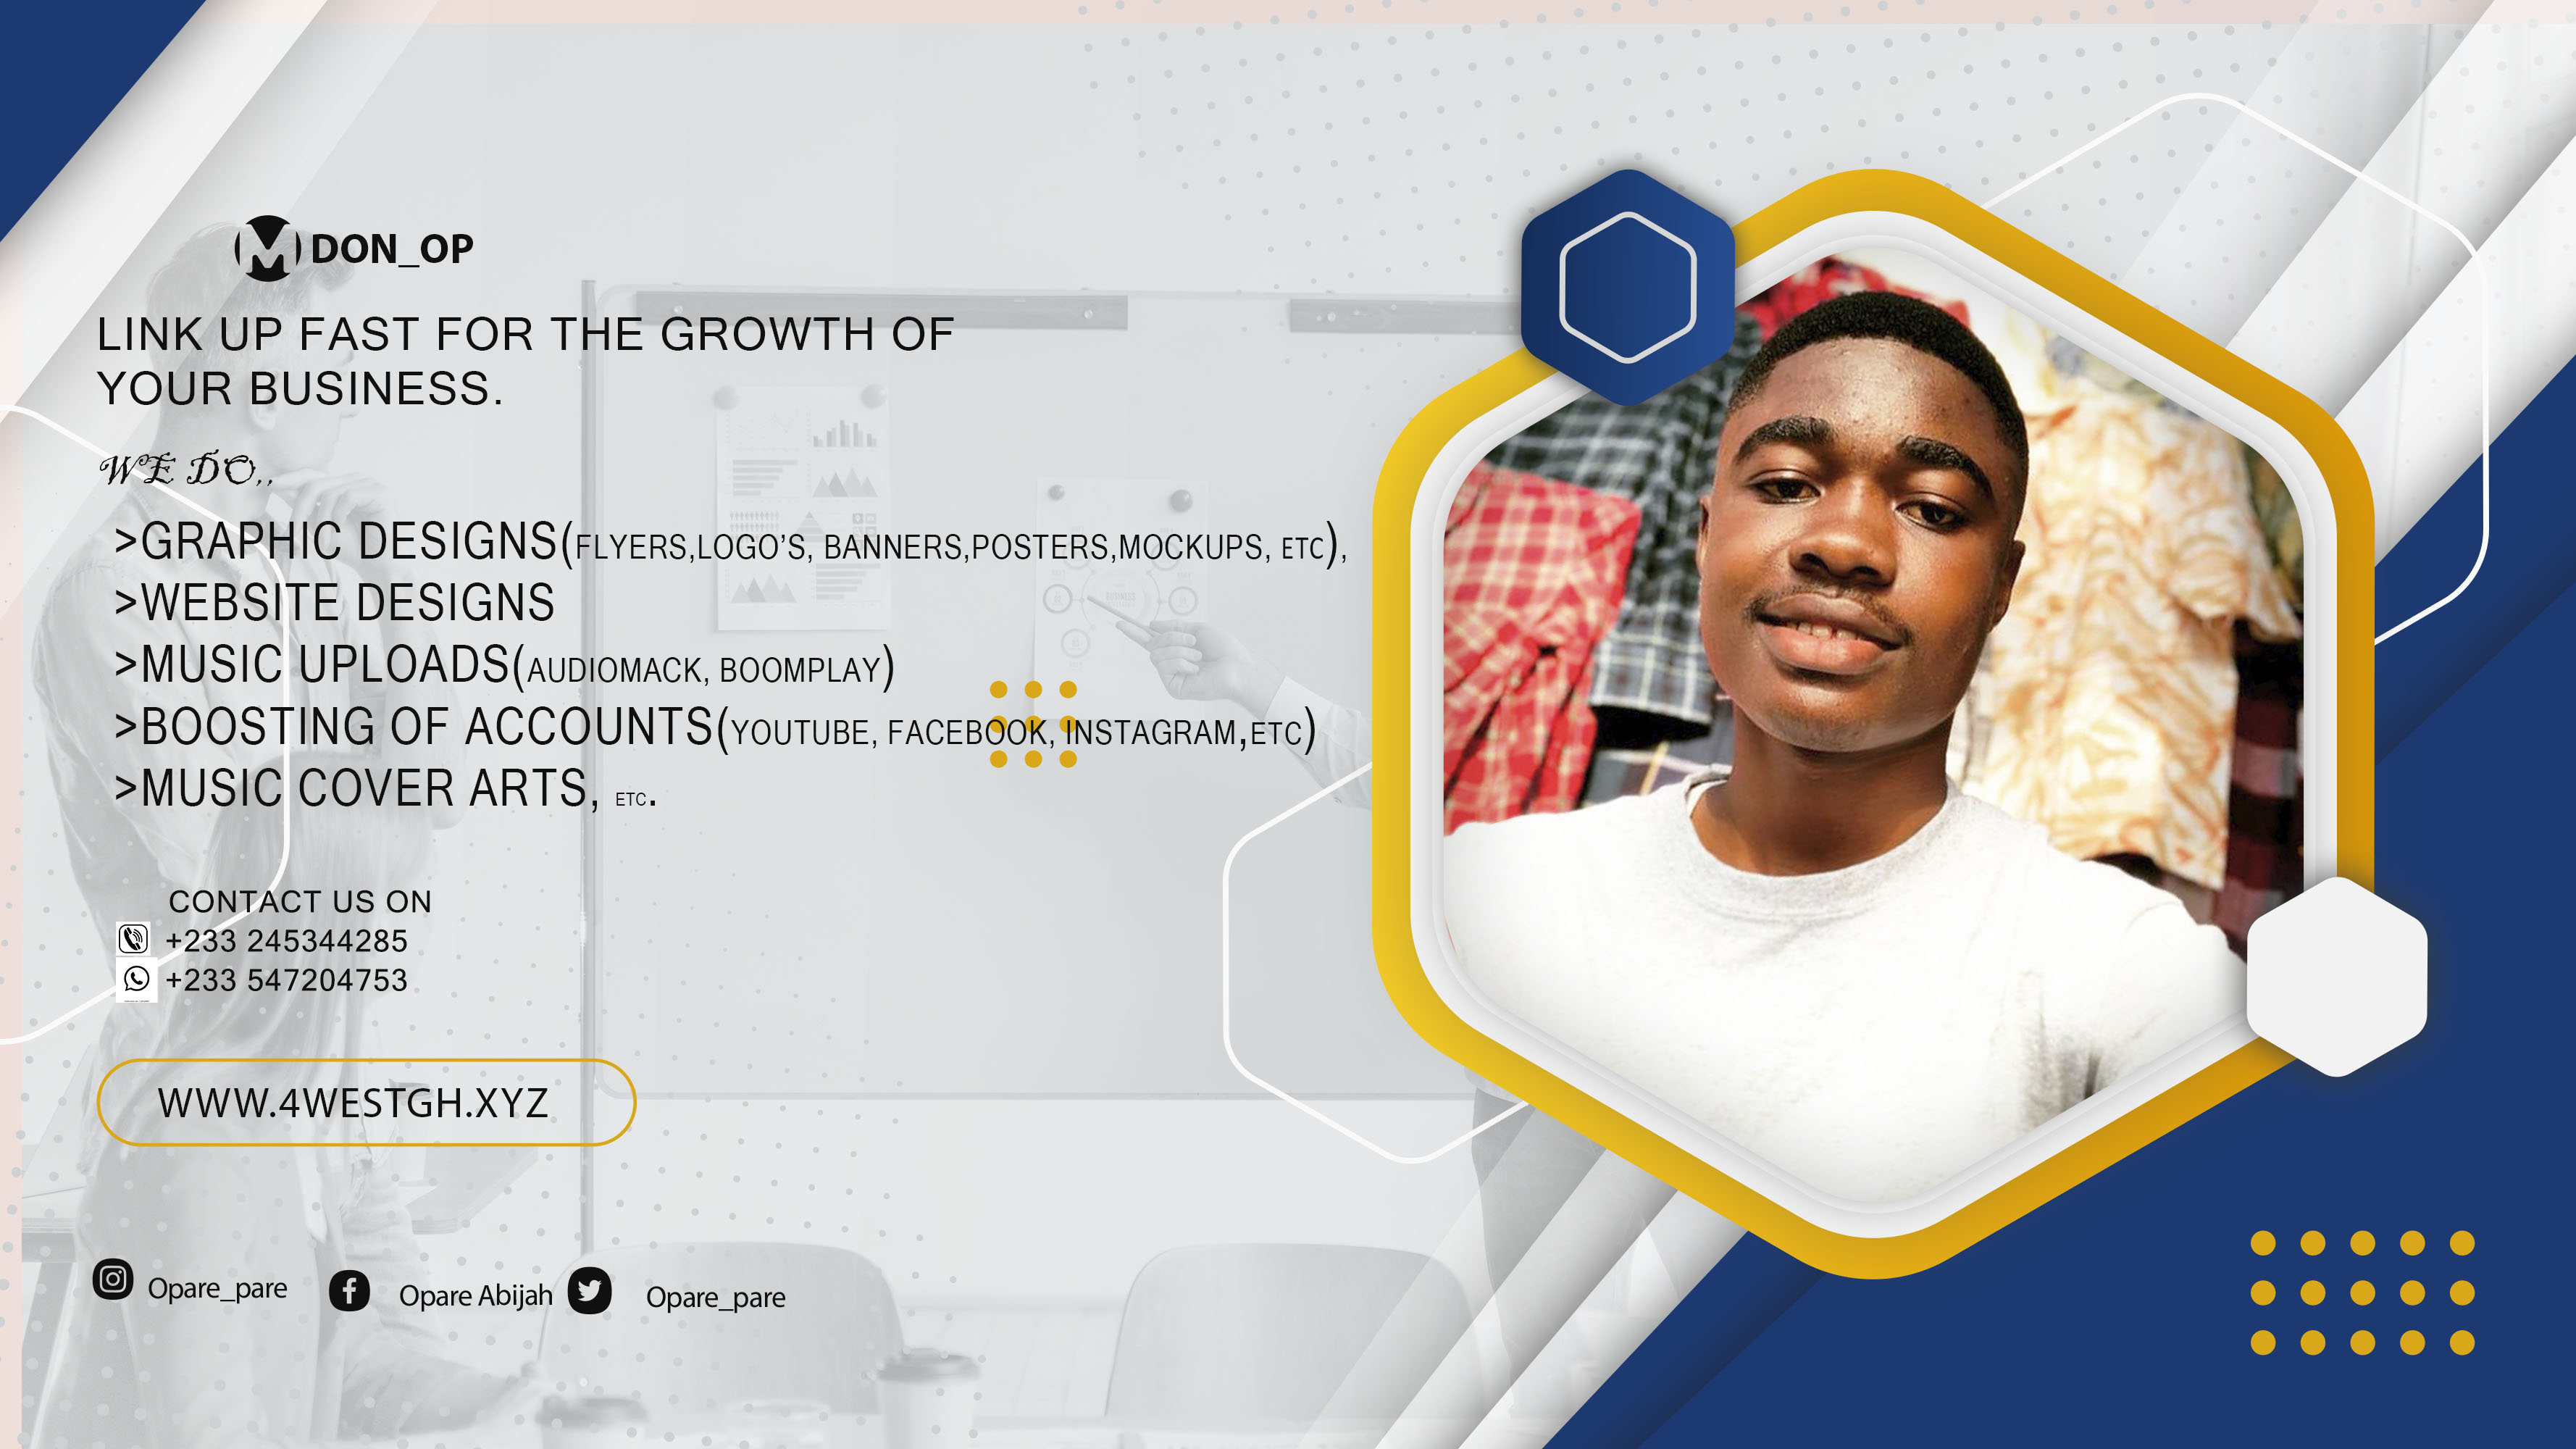 DON_OP
LINK UP FAST FOR THE GROWTH OF
YOUR BUSINESS.
WE DO,,
>GRAPHIC DESIGNS(FLYERS,LOGO'S, BANNERS,POSTERS,MOCKUPS, ETC),
>WEBSITE DESIGNS
>MUSIC UPLOADS(AUDIOMACK, BOOMPLAY)
>BOOSTING OF ACCOUNTS(YOUTUBE, FACEBOOK, INSTAGRAM,ETC)
>MUSIC COVER ARTS, ETC.
CONTACT US ON
+233 245344285
+233 547204753
WWW.4WESTGH.XYZ
Opare_pare Opare Abijah Opare_pare